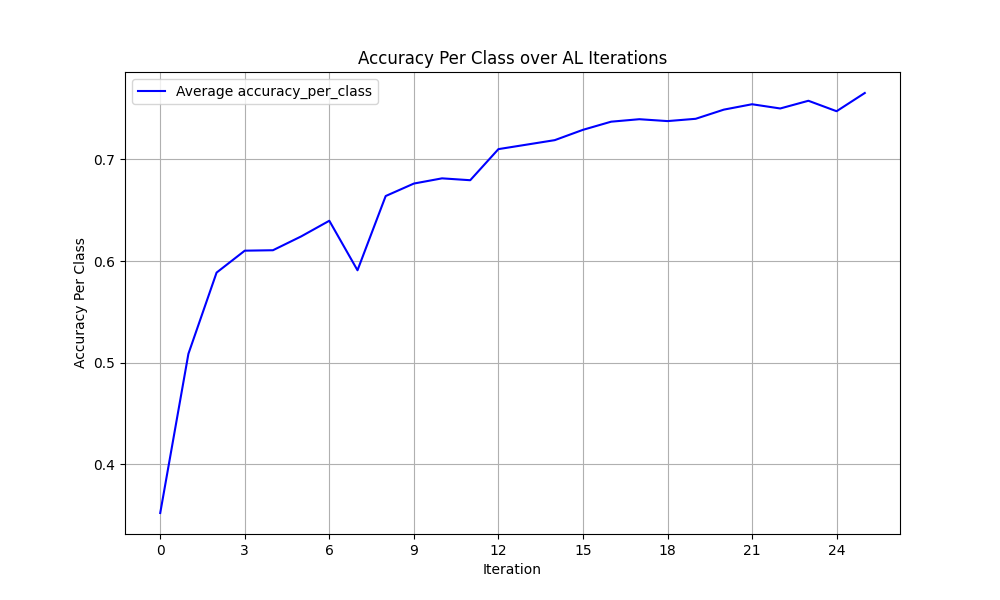 Accuracy Per Class over AL Iterations
Average accuracy_per_class
Accuracy Per Class
0.7
0.6
0.5
0.4
0 3 6 9 12 15 18 21 24
Iteration